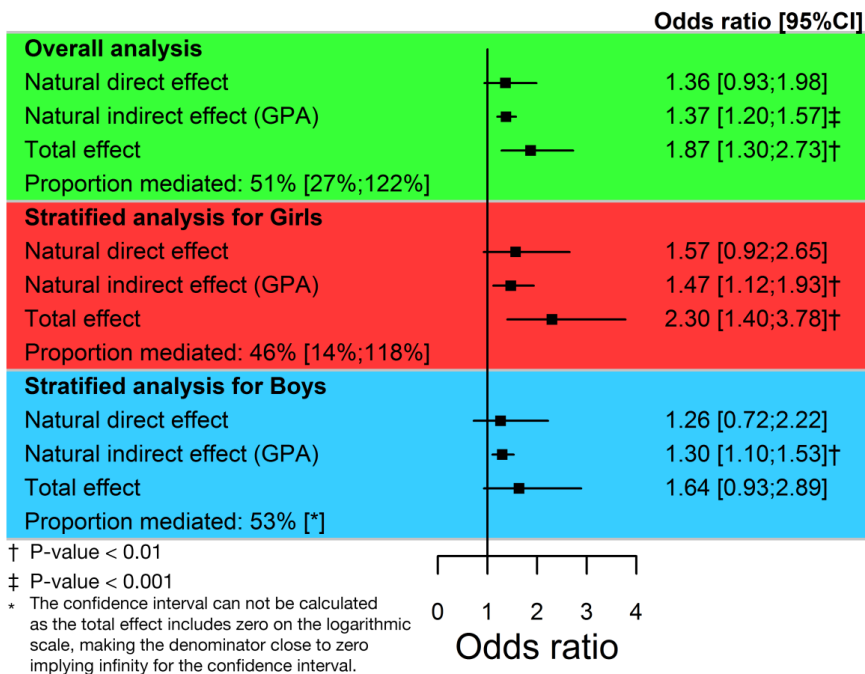 Odds ratio [95%CI]
Overall analysis
Natural direct effect 1.36 [0.93;1.98]
Natural indirect effect (GPA) 1.37 [1.20;1.57]‡
Total effect 1.87 [1.30;2.73]†
Proportion mediated: 51% [27%;122%]
Stratified analysis for Girls
Natural direct effect 1.57 [0.92;2.65]
Natural indirect effect (GPA) 1.47 [1.12;1.93]†
Total effect 2.30 [1.40;3.78]†
Proportion mediated: 46% [14%;118%]
Stratified analysis for Boys
Natural direct effect 1.26 [0.72;2.22]
Natural indirect effect (GPA) 1.30 [1.10;1.53]†
Total effect 1.64 [0.93;2.89]
Proportion mediated: 53% [*]
† P-value < 0.01
‡ P-value < 0.001
* The confidence interval can not be calculated
as the total effect includes zero on the logarithmic
scale, making the denominator close to zero
implying infinity for the confidence interval.
0 1 2 3 4
Odds ratio